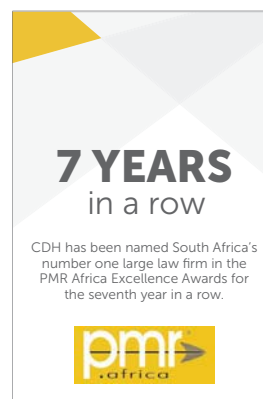 7 YEARS
in a row
CDH has been named South Africa's
number one large law firm in the
PMR Africa Excellence Awards for
the seventh year in a row.
pmr
.africa